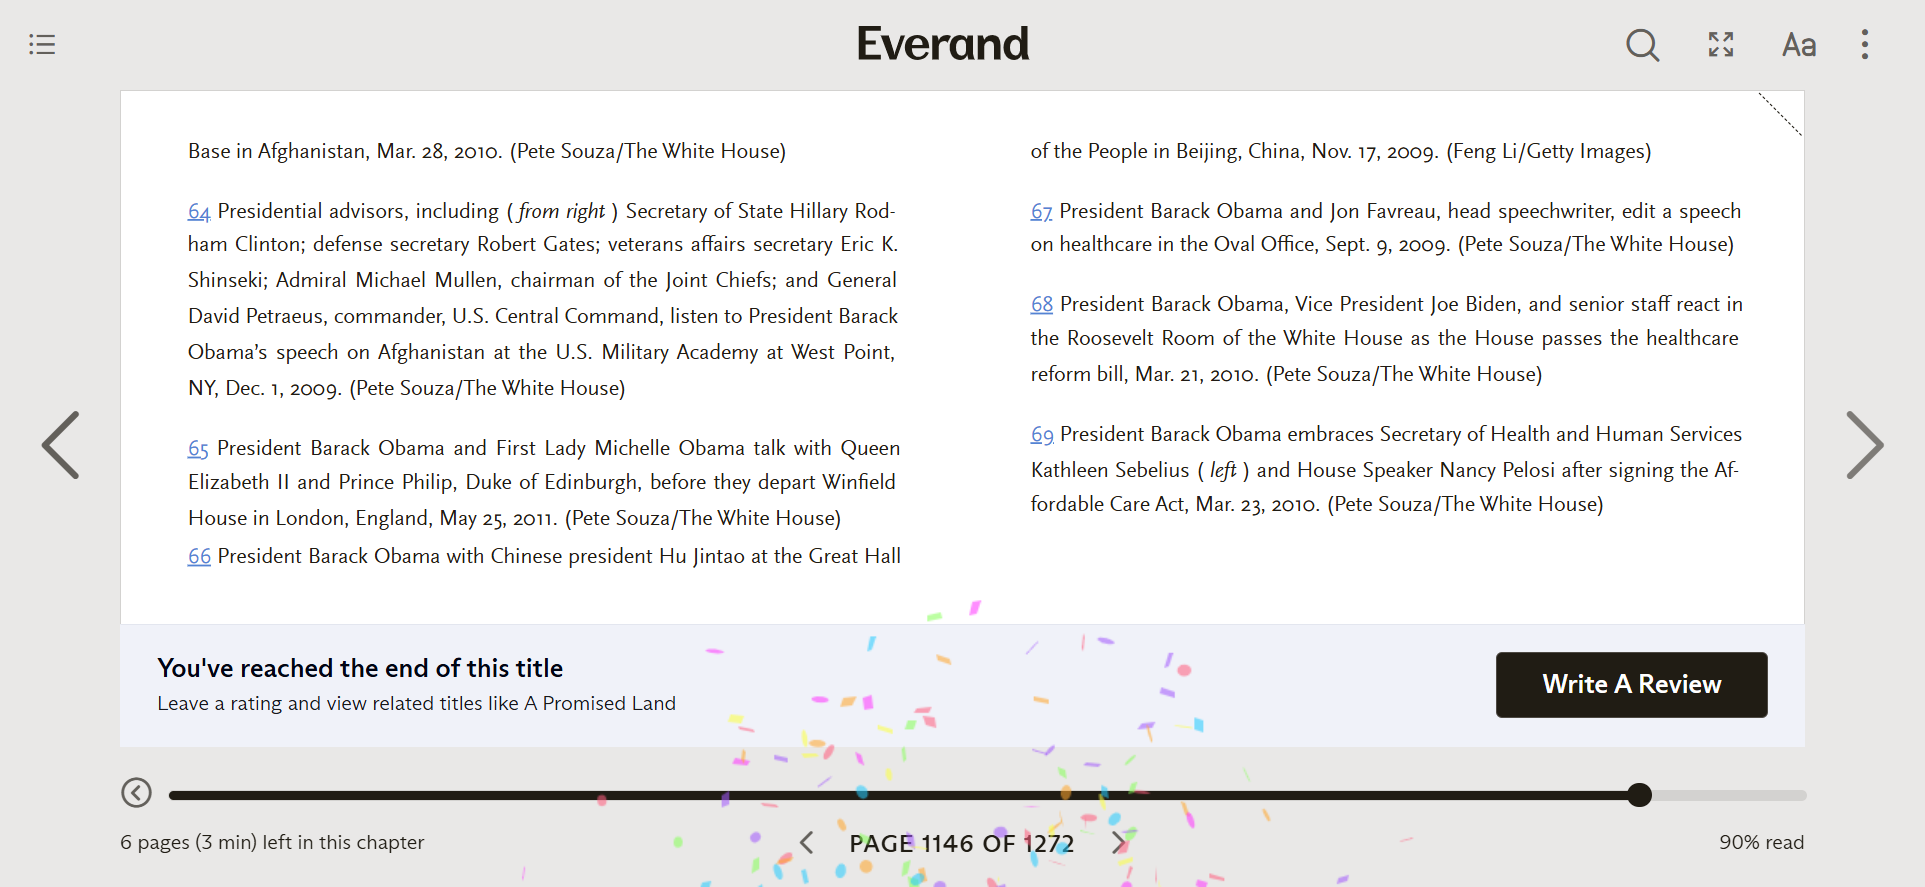 Everand
Aa
Base in Afghanistan, Mar. 28, 2010. (Pete Souza/The White House)
64 Presidential advisors, including ( from right ) Secretary of State Hillary Rod-
ham Clinton; defense secretary Robert Gates; veterans affairs secretary Eric K.
Shinseki; Admiral Michael Mullen, chairman of the Joint Chiefs; and General
David Petraeus, commander, U.S. Central Command, listen to President Barack
Obama’s speech on Afghanistan at the U.S. Military Academy at West Point,
NY, Dec. 1, 2009. (Pete Souza/The White House)
65 President Barack Obama and First Lady Michelle Obama talk with Queen
Elizabeth II and Prince Philip, Duke of Edinburgh, before they depart Winfield
House in London, England, May 25, 2011. (Pete Souza/The White House)
66 President Barack Obama with Chinese president Hu Jintao at the Great Hall
of the People in Beijing, China, Nov. 17, 2009. (Feng Li/Getty Images)
67 President Barack Obama and Jon Favreau, head speechwriter, edit a speech
on healthcare in the Oval Office, Sept. 9, 2009. (Pete Souza/The White House)
68 President Barack Obama, Vice President Joe Biden, and senior staff react in
the Roosevelt Room of the White House as the House passes the healthcare
reform bill, Mar. 21, 2010. (Pete Souza/The White House)
69 President Barack Obama embraces Secretary of Health and Human Services
Kathleen Sebelius ( left ) and House Speaker Nancy Pelosi after signing the Af-
fordable Care Act, Mar. 23, 2010. (Pete Souza/The White House)
You've reached the end of this title
Leave a rating and view related titles like A Promised Land
Write A Review
6 pages (3 min) left in this chapter
PAGE 1146 OF 1272
90% read